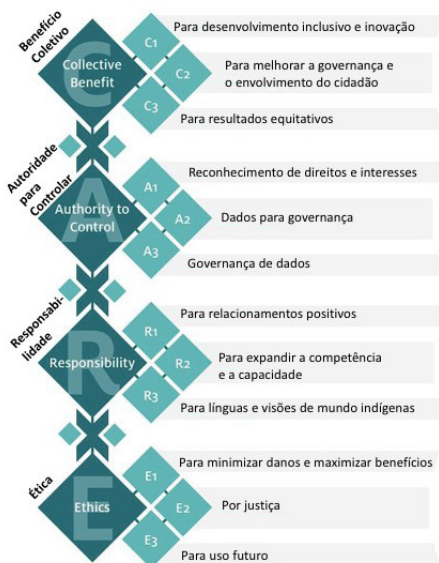 Benefício
Coletivo
C
Collective
Benefit
C1
Para desenvolvimento inclusivo e inovação
C2
Para melhorar a governança e
o envolvimento do cidadão
C3
Para resultados equitativos
Autoridade
para
Controlar
A
Authority to
Control
A1
Reconhecimento de direitos e interesses
A2
Dados para governança
A3
Governança de dados
Responsabi-
lidade
R
Responsibility
R1
Para relacionamentos positivos
R2
Para expandir a competência
e a capacidade
R3
Para línguas e visões de mundo indígenas
Ética
E
Ethics
E1
Para minimizar danos e maximizar benefícios
E2
Por justiça
E3
Para uso futuro